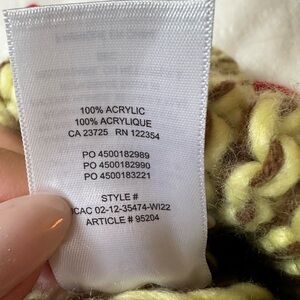 100% ACRYLIC
100% ACRYLIQUE
CA 23725 RN 122354
PO 4500182989
PO 4500182990
PO 4500183221
STYLE #
ICAC 02-12-35474-WI22
ARTICLE # 95204